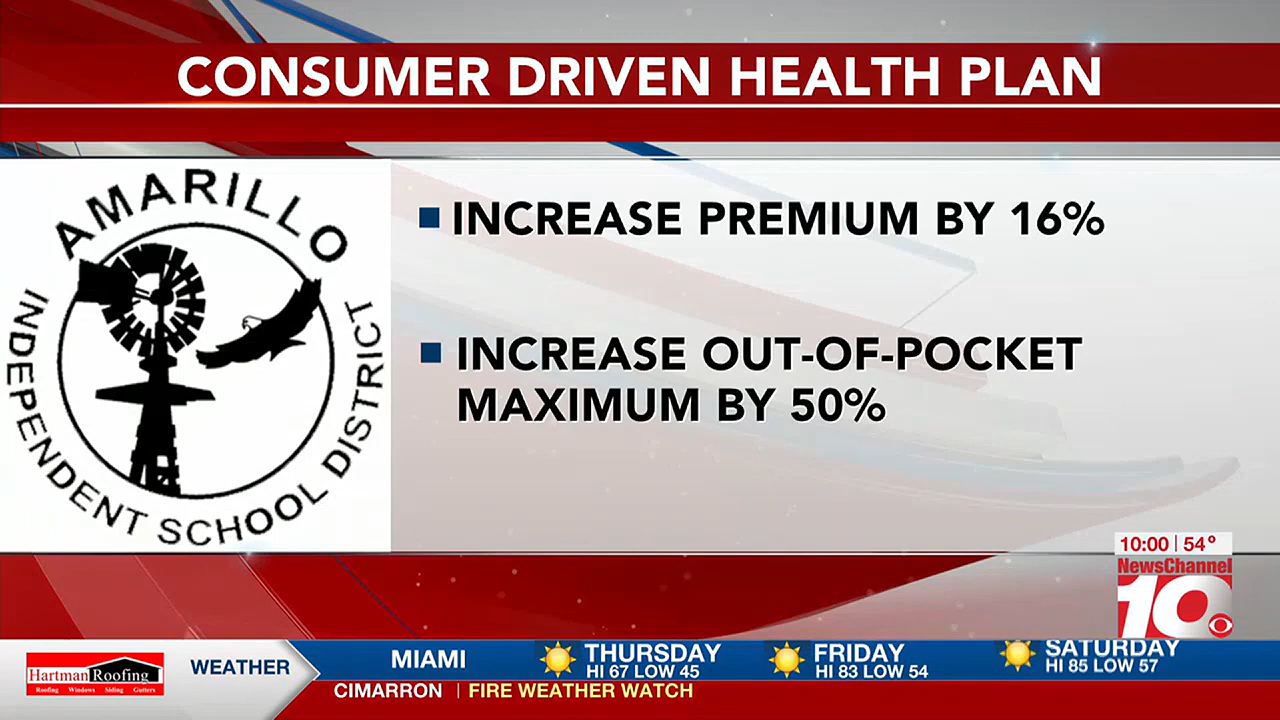 CONSUMER DRIVEN HEALTH PLAN
AMARILLO
INDEPENDENT SCHOOL DISTRICT
INCREASE PREMIUM BY 16%
INCREASE OUT-OF-POCKET
MAXIMUM BY 50%
10:00 | 54°
NewsChannel
10
HartmanRoofing
Roofing Windows Siding Gutters
WEATHER
MIAMI
THURSDAY
HI 67 LOW 45
FRIDAY
HI 83 LOW 54
SATURDAY
HI 85 LOW 57
CIMARRON | FIRE WEATHER WATCH